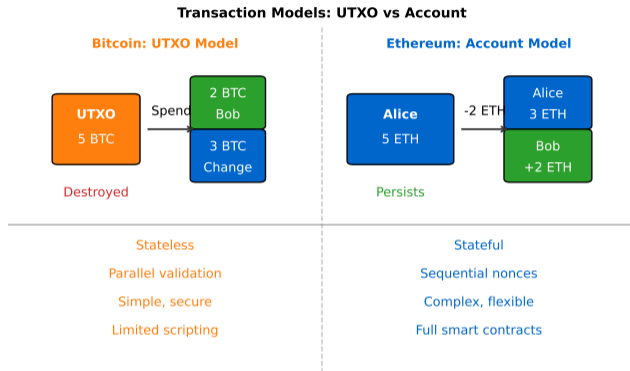 Transaction Models: UTXO vs Account
Bitcoin: UTXO Model
UTXO
5 BTC
Spend
2 BTC
Bob
3 BTC
Change
Destroyed
Stateless
Parallel validation
Simple, secure
Limited scripting
Ethereum: Account Model
Alice
5 ETH
-2 ETH
Alice
3 ETH
Bob
+2 ETH
Persists
Stateful
Sequential nonces
Complex, flexible
Full smart contracts